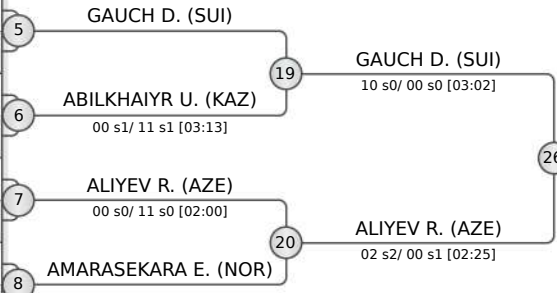 GAUCH D. (SUI)
5
19
GAUCH D. (SUI)
10 s0/ 00 s0 [03:02]
6
ABILKHAIYR U. (KAZ)
00 s1/ 11 s1 [03:13]
26
7
ALIYEV R. (AZE)
00 s0/ 11 s0 [02:00]
20
ALIYEV R. (AZE)
02 s2/ 00 s1 [02:25]
8
AMARASEKARA E. (NOR)